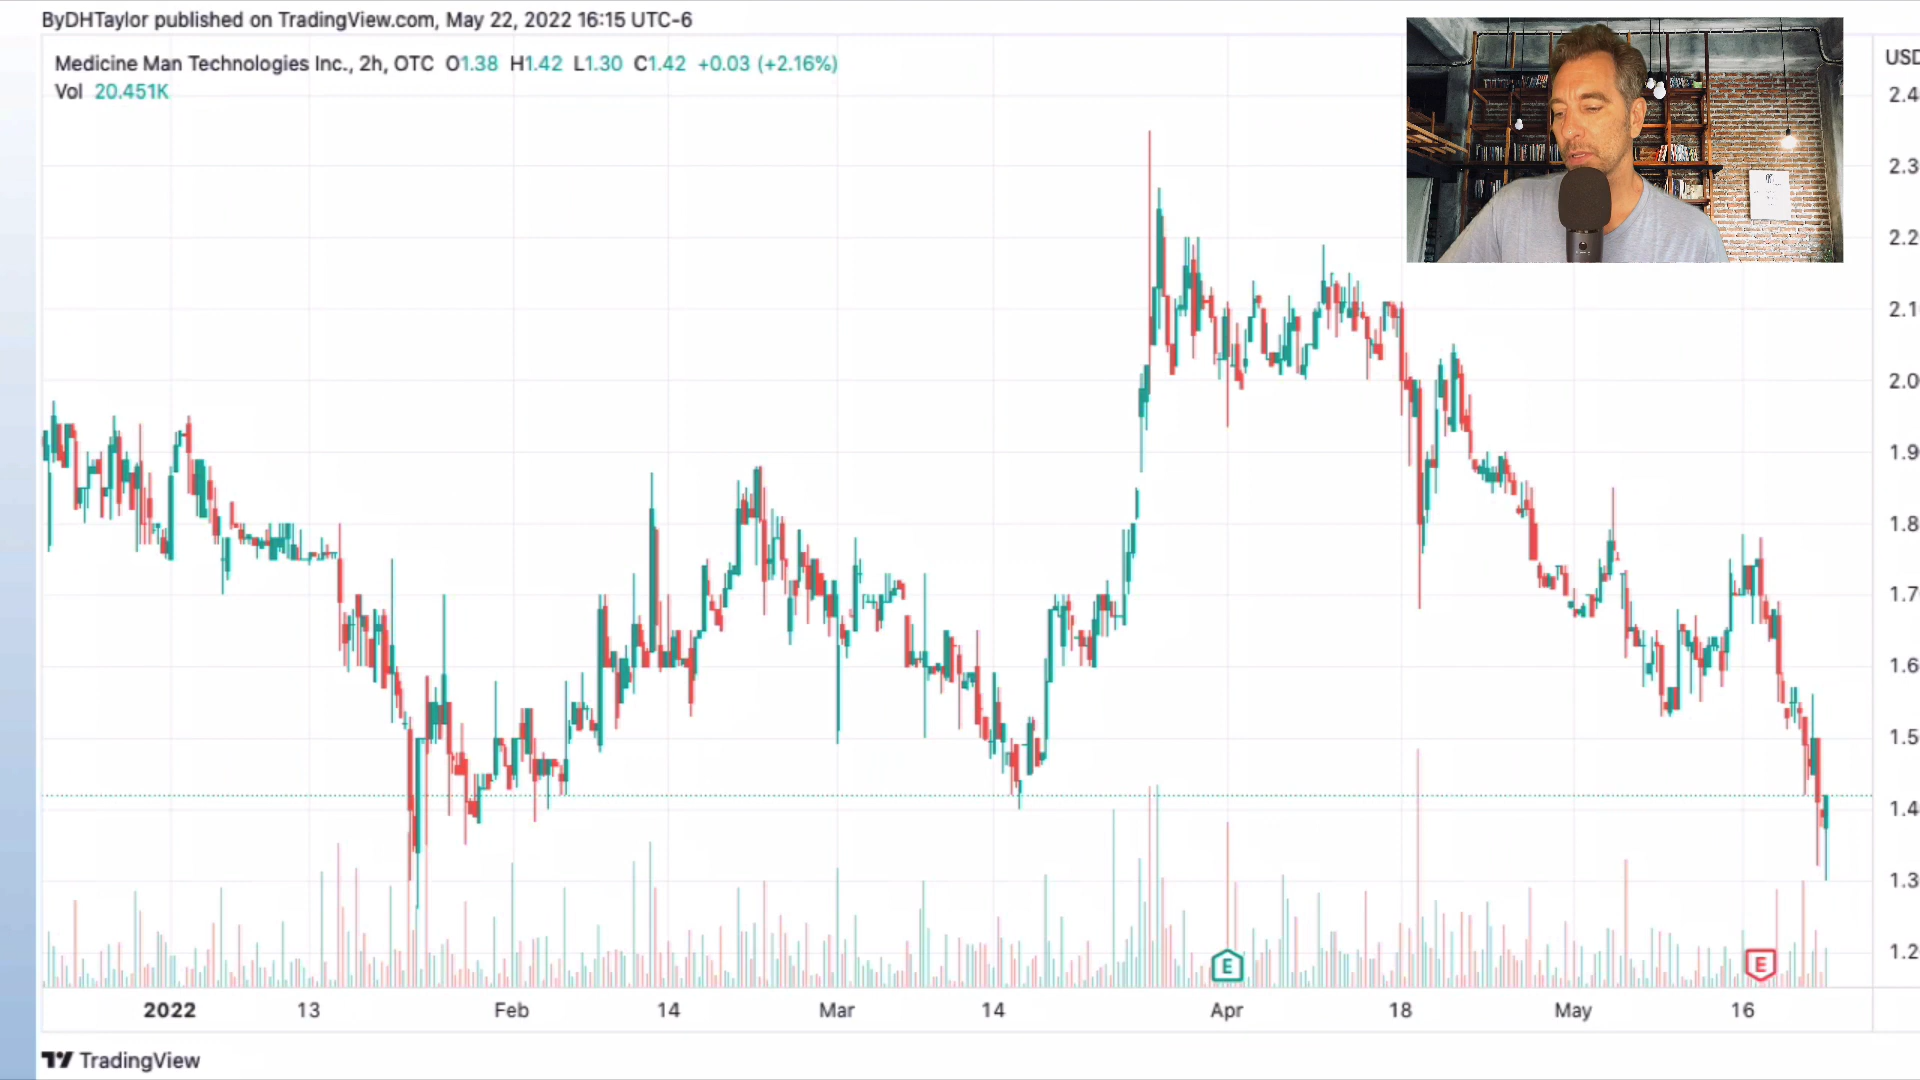 ByDHTaylor published on TradingView.com, May 22, 2022 16:15 UTC-6
Medicine Man Technologies Inc., 2h, OTC O1.38 H1.42 L1.30 C1.42 +0.03 (+2.16%)
Vol 20.451K
USD
2.4
2.3
2.2
2.1
2.0
1.9
1.8
1.7
1.6
1.5
1.4
1.3
1.2
E
E
2022 13 Feb 14 Mar 14 Apr 18 May 16
TradingView